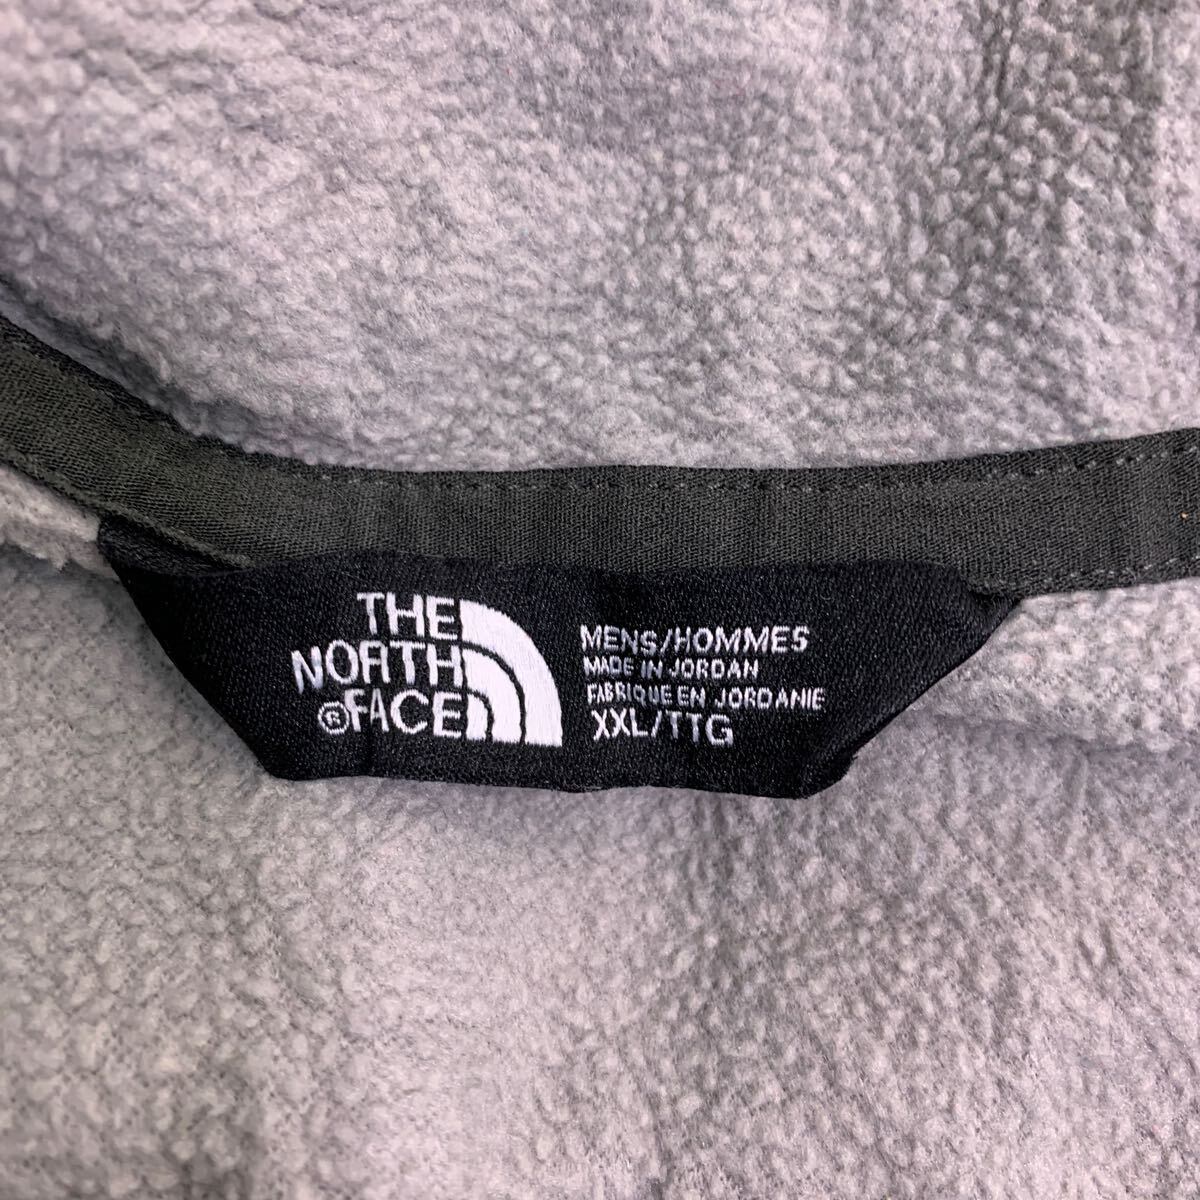 THE
NORTH
®FACE
MENS/HOMMES
MADE IN JORDAN
FABRIQUE EN JORDANIE
XXL/TTG